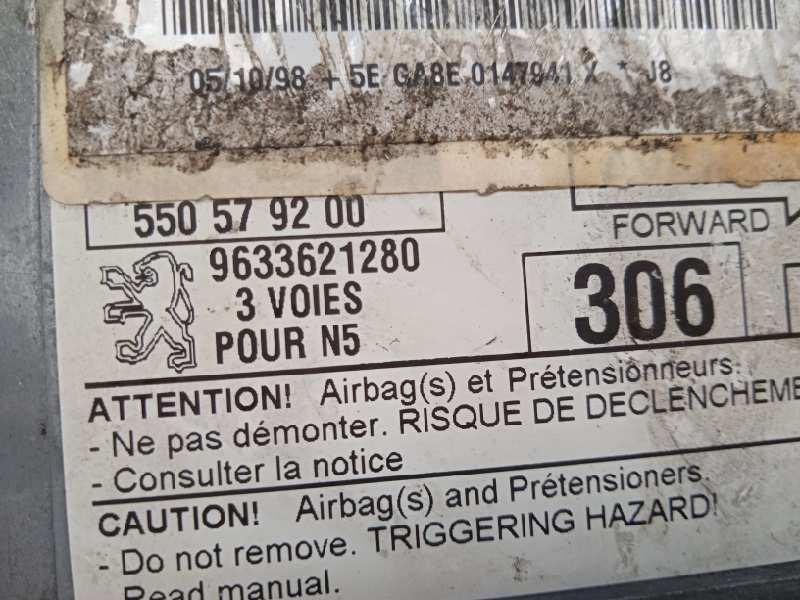 05/10/98 + 5E GA8E 0147941 X * J8
550 57 92 00
FORWARD
9633621280
306
3 VOIES
POUR N5
ATTENTION! Airbag(s) et Prétensionneurs.
- Ne pas démonter. RISQUE DE DECLENCHEME
- Consulter la notice
CAUTION! Airbag(s) and Prétensioners.
- Do not remove. TRIGGERING HAZARD!
Read manual.